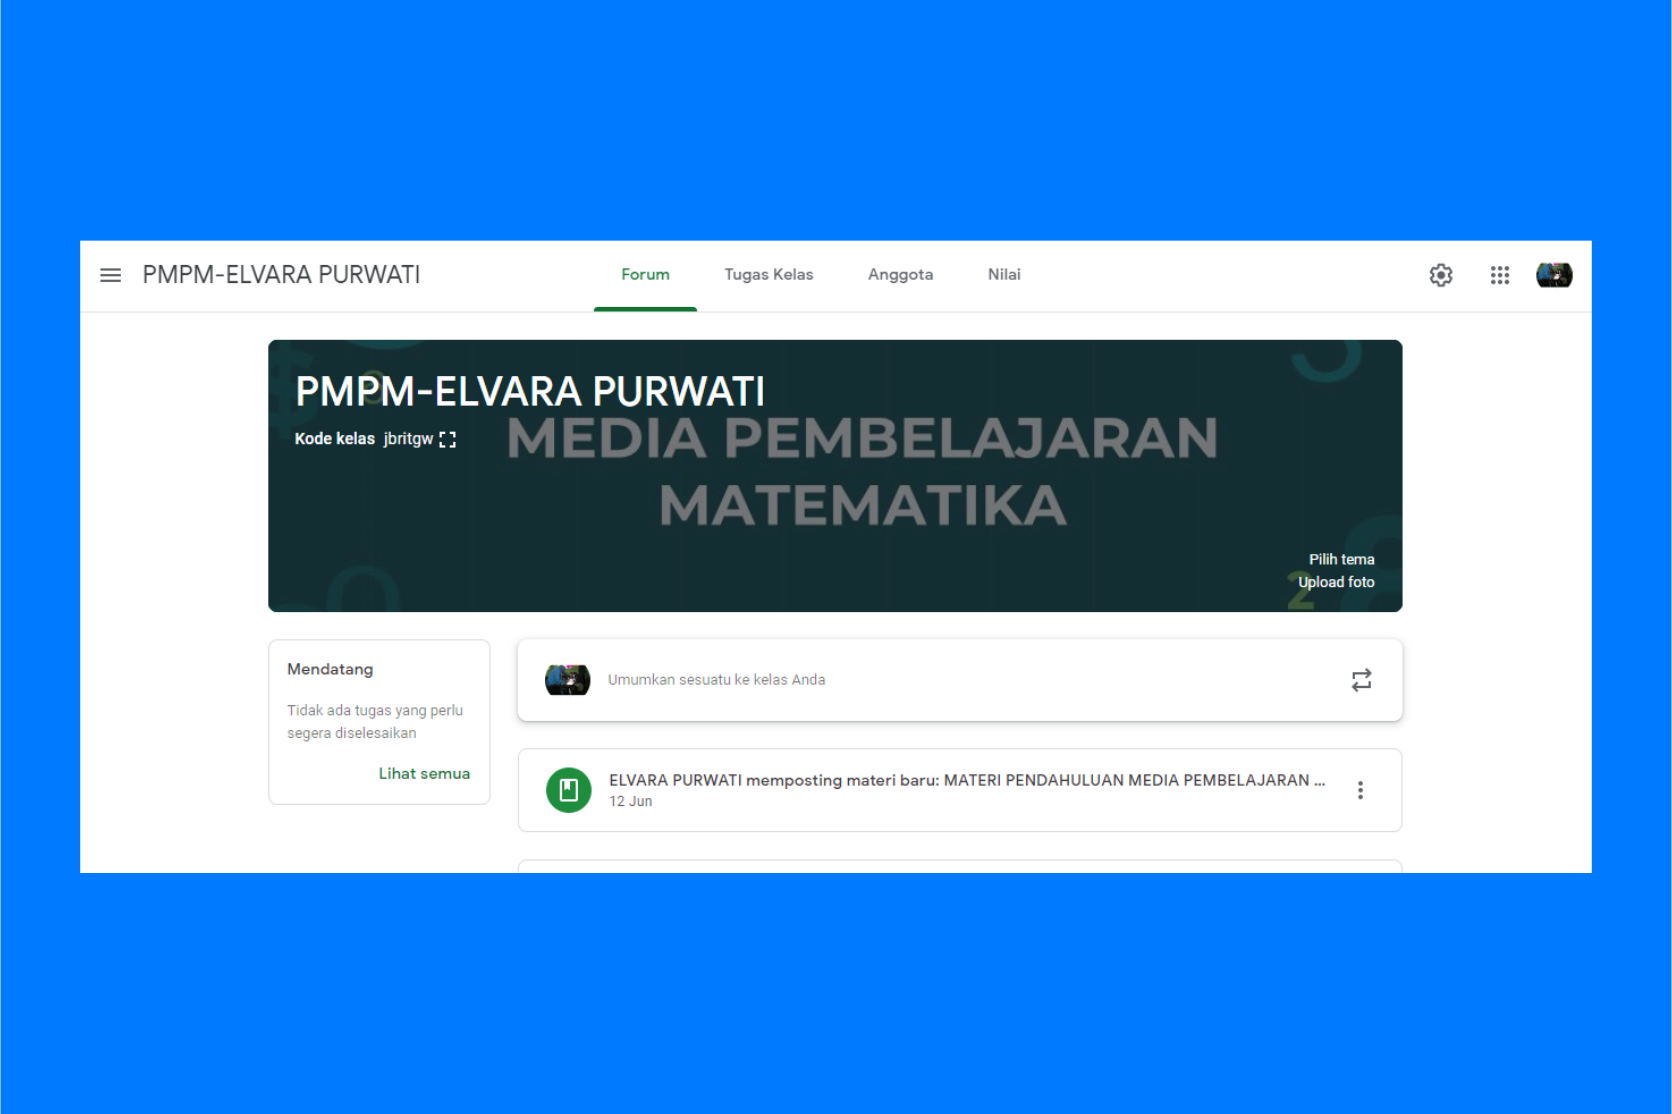 PMPM-ELVARA PURWATI
Forum
Tugas Kelas
Anggota
Nilai
PMPM-ELVARA PURWATI
Kode kelas jbritgw
MEDIA PEMBELAJARAN
MATEMATIKA
Pilih tema
Upload foto
Mendatang
Tidak ada tugas yang perlu
segera diselesaikan
Lihat semua
Umumkan sesuatu ke kelas Anda
ELVARA PURWATI memposting materi baru: MATERI PENDAHULUAN MEDIA PEMBELAJARAN ...
12 Jun